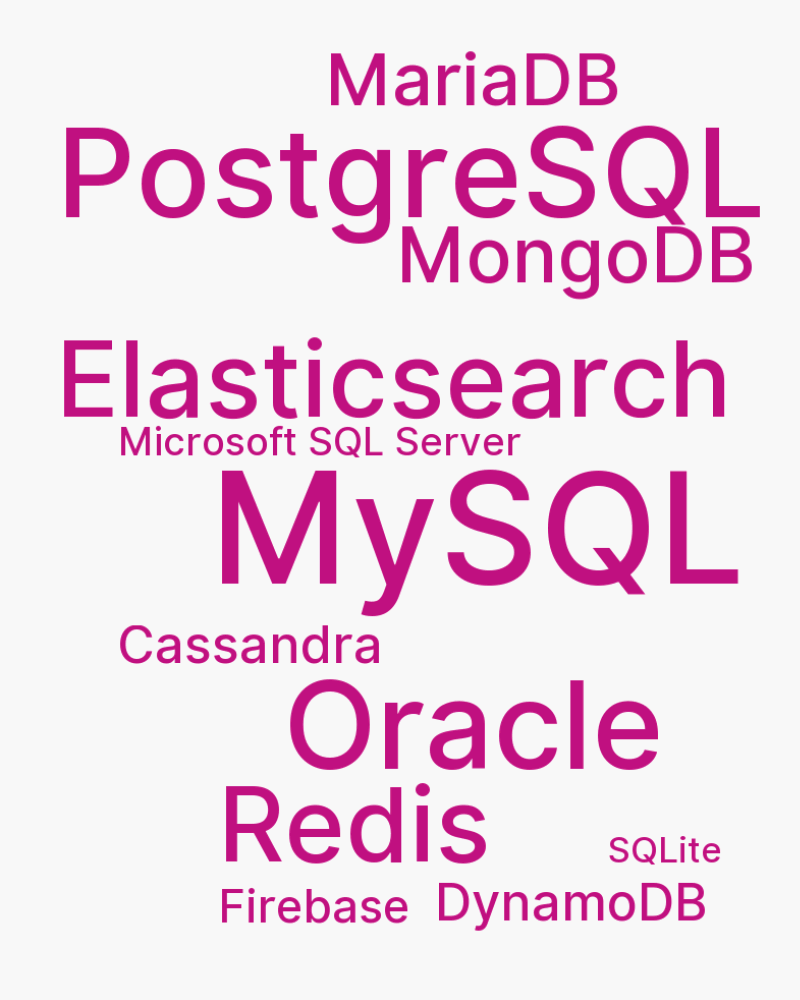 MariaDB
PostgreSQL
MongoDB
Elasticsearch
Microsoft SQL Server
MySQL
Cassandra
Oracle
Redis
SQLite
Firebase DynamoDB